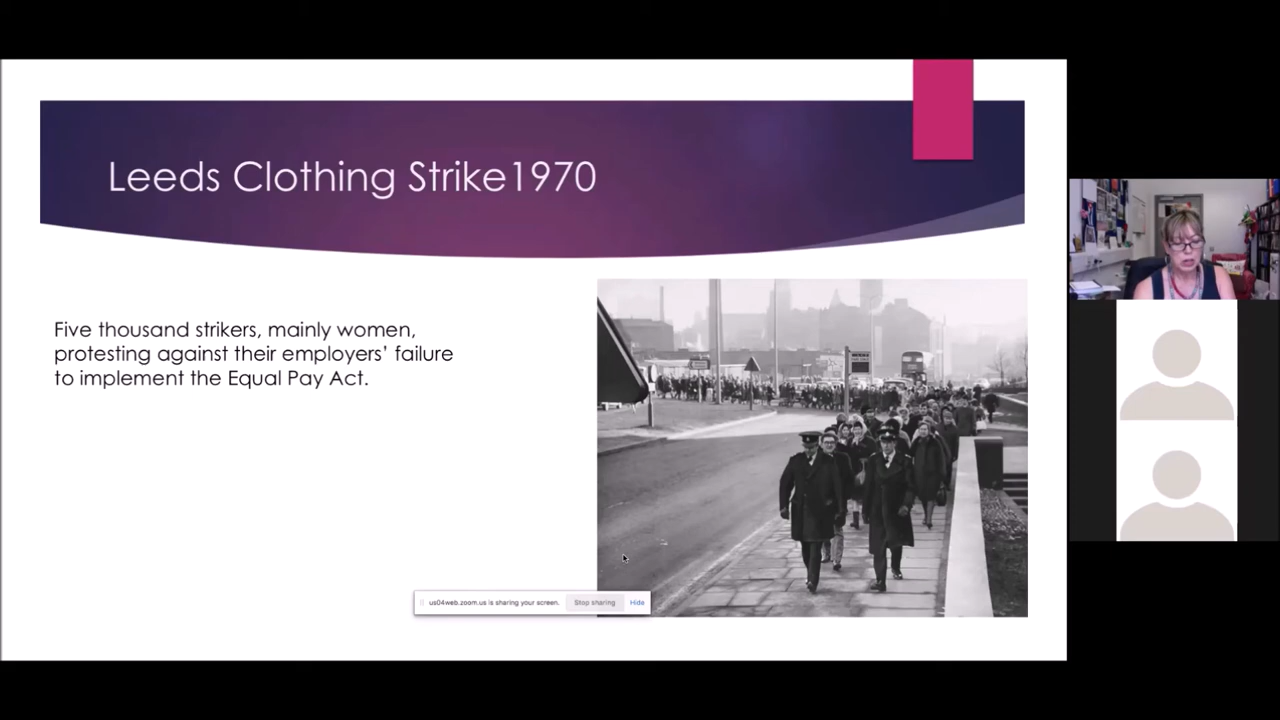 Leeds Clothing Strike1970
Five thousand strikers, mainly women,
protesting against their employers’ failure
to implement the Equal Pay Act.
us04web.zoom.us is sharing your screen.
Stop sharing
Hide